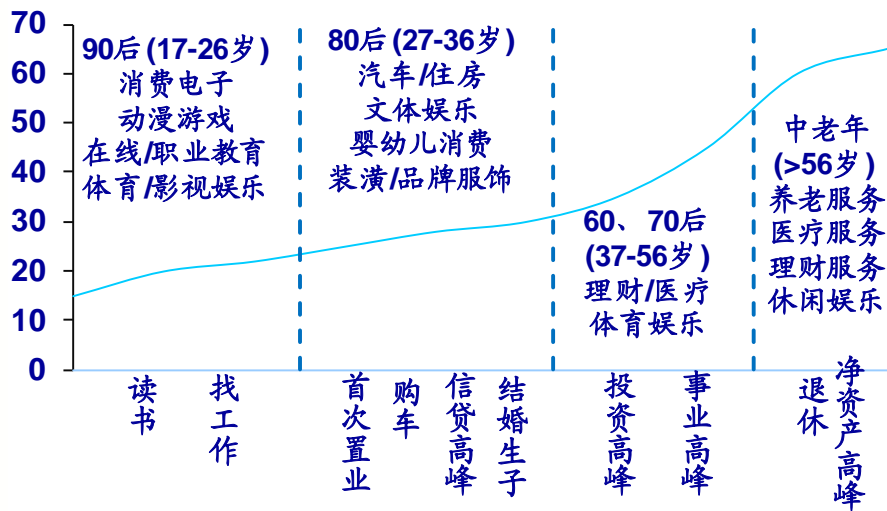 70
60
50
40
30
20
10
0
90后(17-26岁)
消费电子
动漫游戏
在线/职业教育
体育/影视娱乐
80后(27-36岁)
汽车/住房
文体娱乐
婴幼儿消费
装潢/品牌服饰
60、70后
(37-56岁)
理财/医疗
体育娱乐
中老年
(>56岁)
养老服务
医疗服务
理财服务
休闲娱乐
读书
找工作
首次置业
购车
信贷高峰
结婚生子
投资高峰
事业高峰
退休
净资产高峰